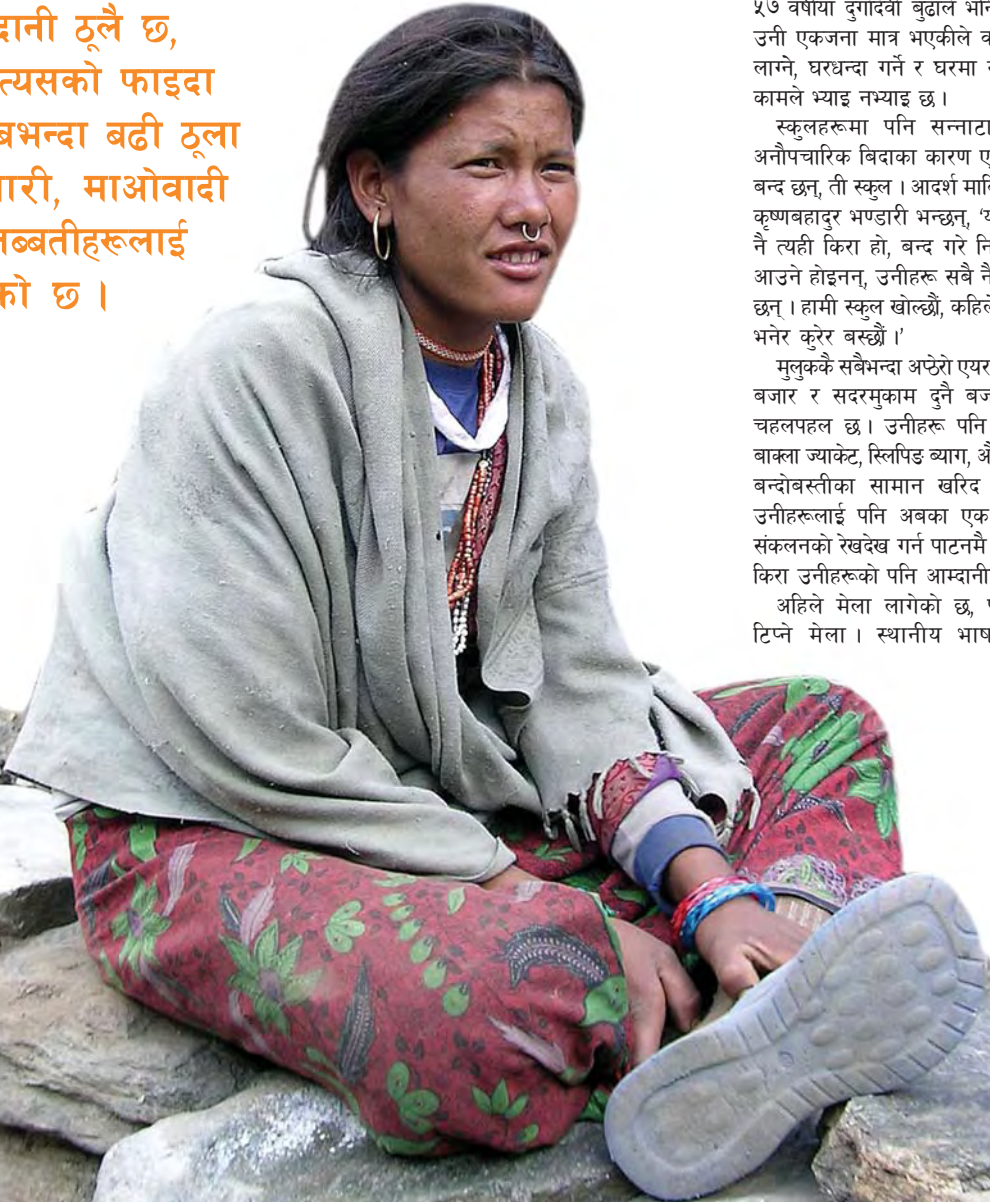 दानी ठूलै छ,
त्यसको फाइदा
बभन्दा बढी ठूला
पारी, माओवादी
तिब्बतीहरूलाई
को छ ।
५७ वर्षीया दुर्गादेवी बुढाले भनि
उनी एकजना मात्र भएकीले व
लाग्ने, घरधन्दा गर्ने र घरमा
कामले भ्याइ नभ्याइ छ ।
स्कुलहरूमा पनि सन्नाटा
अनौपचारिक बिदाका कारण ए
बन्द छन्, ती स्कुल । आदर्श मावि
कृष्णबहादुर भण्डारी भन्छन्, ‘य
नै त्यही किरा हो, बन्द गरे नि
आउने होइनन्, उनीहरू सबै नै
छन् । हामी स्कुल खोल्छौं, कहिले
भनेर कुरेर बस्छौं ।’
मुलुककै सबैभन्दा अप्ठेरो एयर
बजार र सदरमुकाम दुनै बज
चहलपहल छ । उनीहरू पनि
बाक्ला ज्याकेट, स्लिपिङ ब्याग, औ
बन्दोबस्तीका सामान खरिद
उनीहरूलाई पनि अबका एक
संकलनको रेखदेख गर्न पाटनमै
किरा उनीहरूको पनि आम्दानी
अहिले मेला लागेको छ,
टिप्ने मेला । स्थानीय भाष